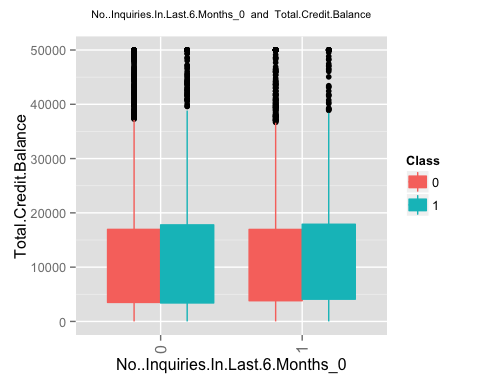 No..Inquiries.In.Last.6.Months_0 and Total.Credit.Balance
50000
40000
30000
20000
10000
0
Total.Credit.Balance
Class
0
1
0
1
No..Inquiries.In.Last.6.Months_0